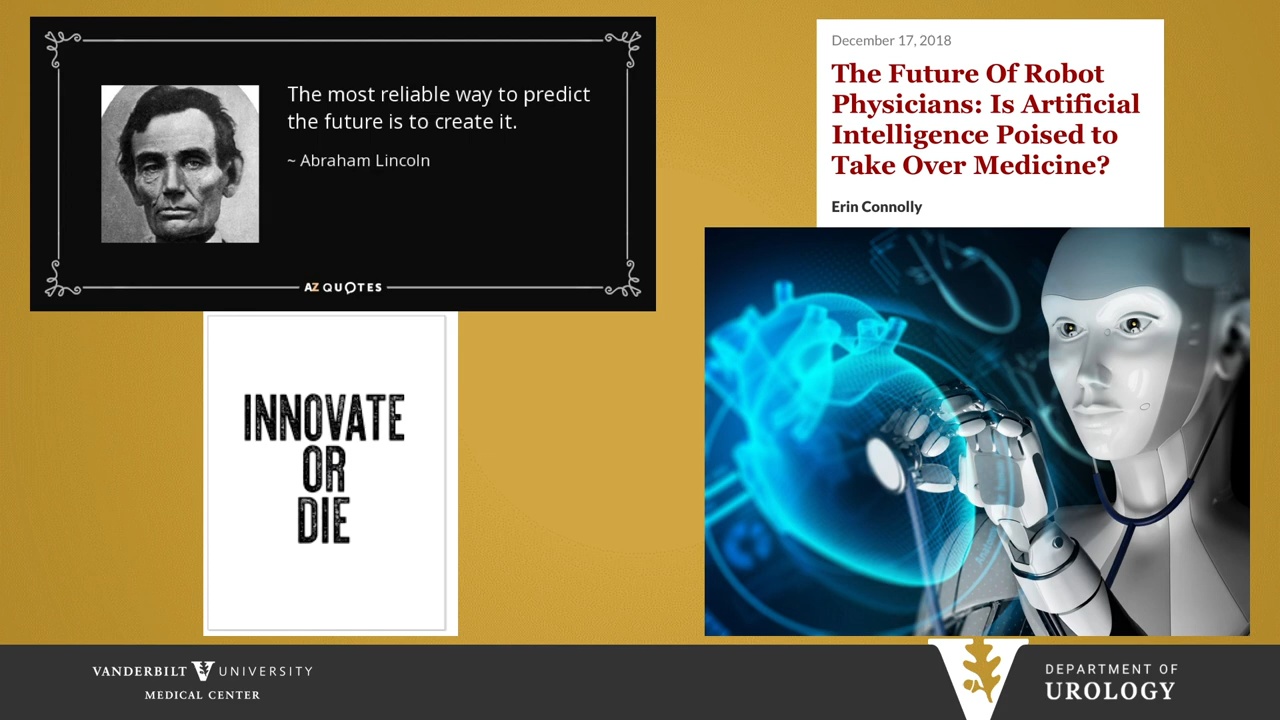 The most reliable way to predict
the future is to create it.
~ Abraham Lincoln
AZ QUOTES
INNOVATE
OR
DIE
December 17, 2018
The Future Of Robot
Physicians: Is Artificial
Intelligence Poised to
Take Over Medicine?
Erin Connolly
VANDERBILT V UNIVERSITY
MEDICAL CENTER
DEPARTMENT OF
UROLOGY